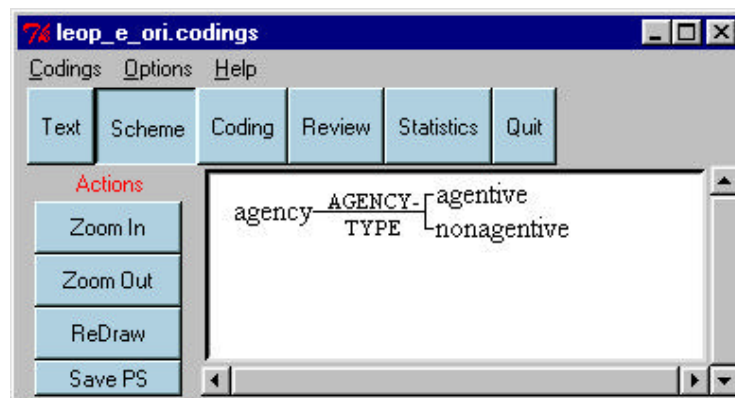 7% leop_e_ori.codings
Codings Options Help
Text Scheme Coding Review Statistics Quit
Actions
Zoom In
Zoom Out
ReDraw
Save PS
agency AGENCY-TYPE agentive
nonagentive